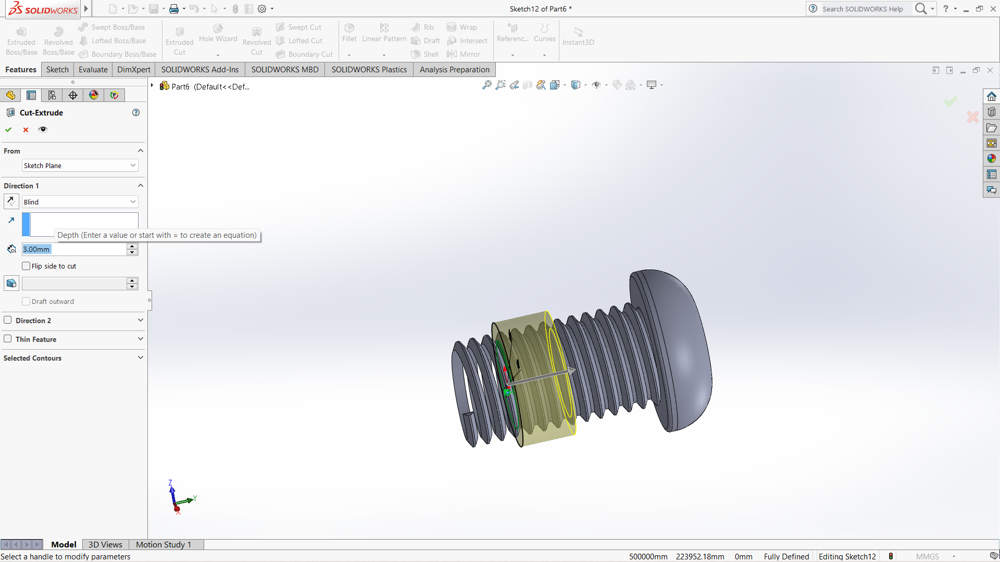 SOLIDWORKS
Sketch12 of Part6 *
Search SOLIDWORKS Help
?
Extruded Boss/Base
Revolved Boss/Base
Swept Boss/Base
Lofted Boss/Base
Boundary Boss/Base
Extruded Cut
Hole Wizard
Revolved Cut
Swept Cut
Lofted Cut
Boundary Cut
Fillet
Linear Pattern
Rib
Draft
Shell
Wrap
Intersect
Mirror
Referenc...
Curves
Instant3D
Features
Sketch
Evaluate
DimXpert
SOLIDWORKS Add-Ins
SOLIDWORKS MBD
SOLIDWORKS Plastics
Analysis Preparation
Part6 (Default<<Def...
Cut-Extrude
From
Sketch Plane
Direction 1
Blind
Depth (Enter a value or start with = to create an equation)
D1
3.00mm
Flip side to cut
Draft outward
Direction 2
Thin Feature
Selected Contours
Z
Y
X
Model
3D Views
Motion Study 1
Select a handle to modify parameters
500000mm
223952.18mm
0mm
Fully Defined
Editing Sketch12
MMGS